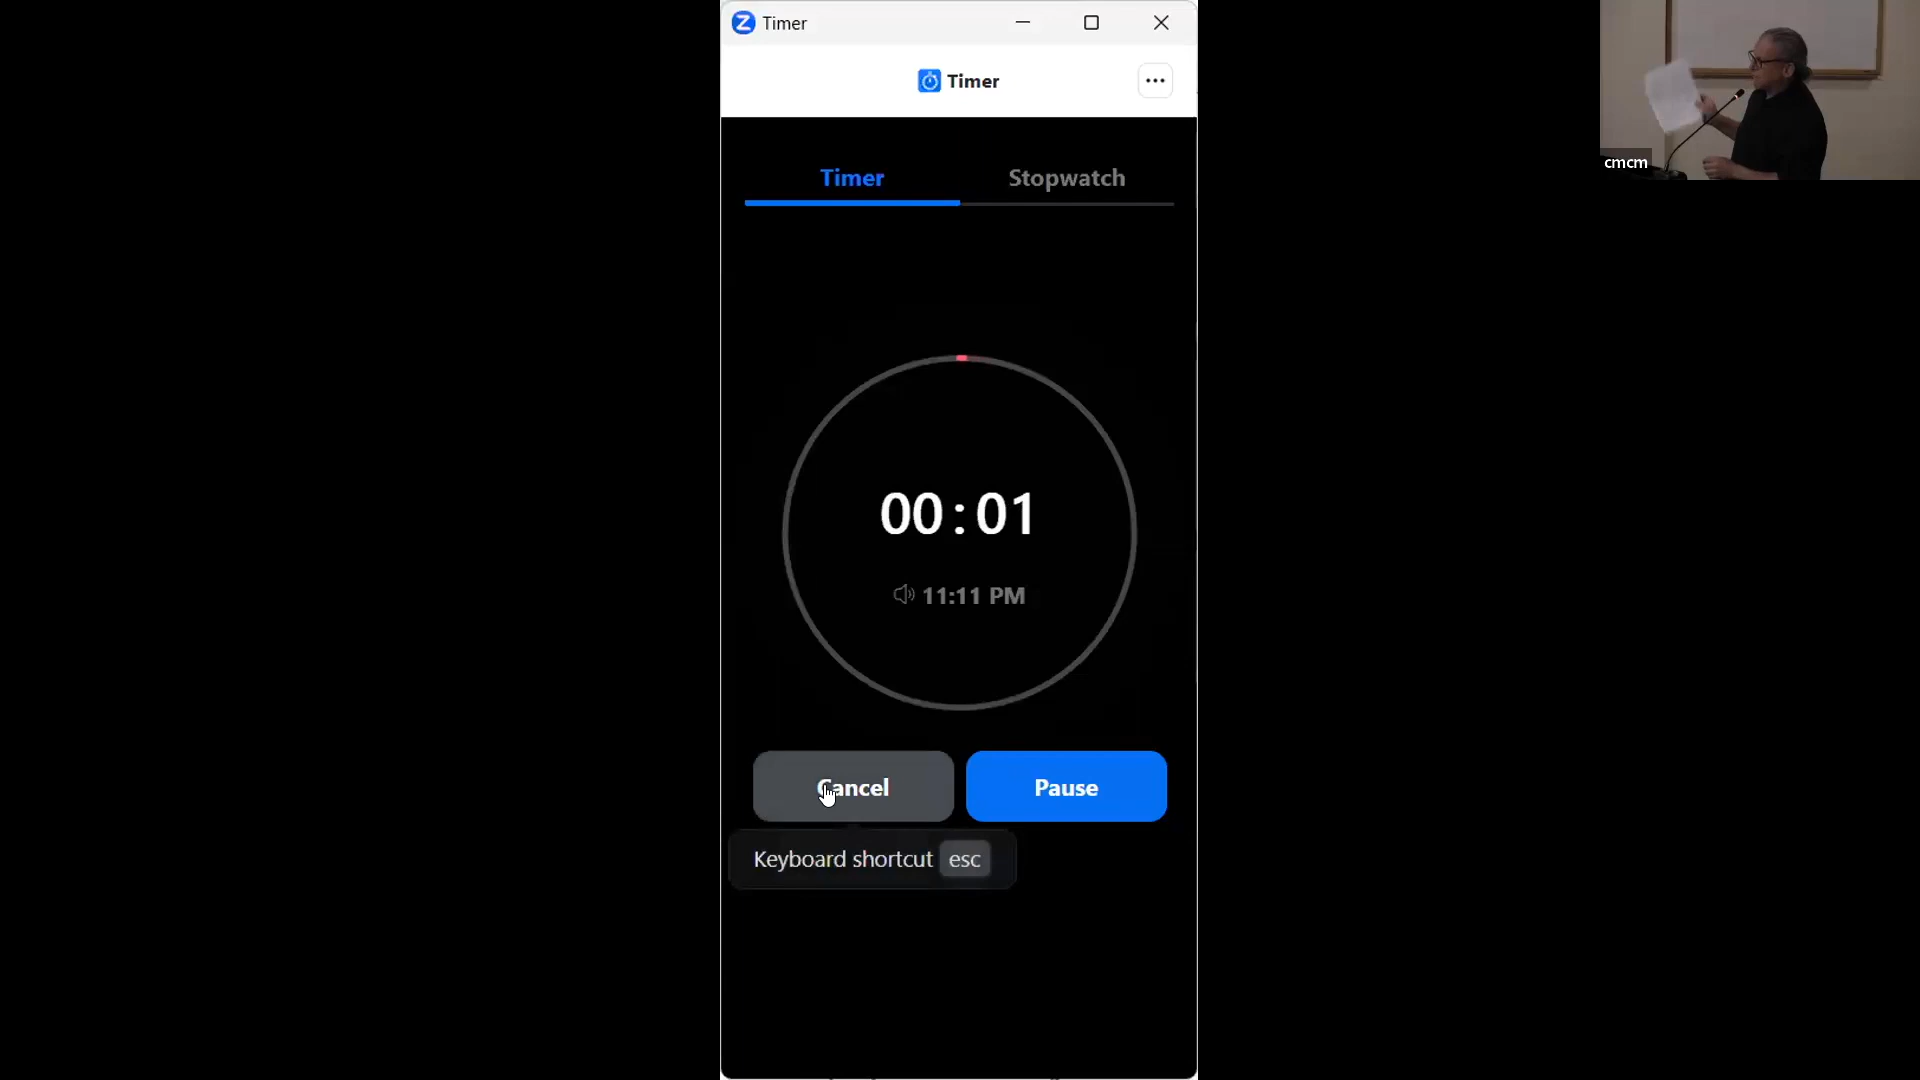 Timer
Timer
Timer Stopwatch
00:01
11:11 PM
Cancel Pause
Keyboard shortcut esc
cmcm